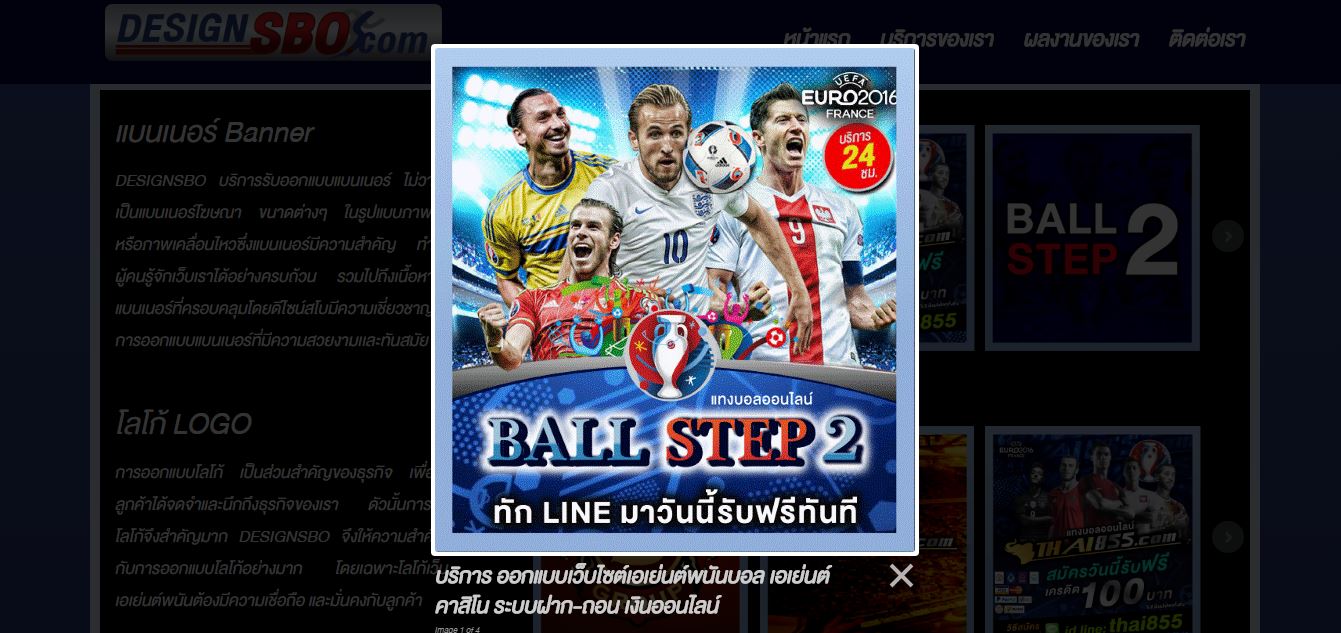 DESIGNSBO.com
หน้าแรก บริการของเรา ผลงานของเรา ติดต่อเรา
แบนเนอร์ Banner
DESIGNSBO บริการรับออกแบบแบนเนอร์
เป็นแบนเนอร์โฆษณา ขนาดต่างๆ ในรูปแบบภาพ
หรือภาพเคลื่อนไหวซึ่งแบนเนอร์มีความสำคัญ
ผู้คนรู้จักเว็บเราได้อย่างครบถ้วน รวมไปถึงเนื้อหา
แบนเนอร์ที่ครอบคลุมโดยดีไซน์สโบมีความเชี่ยวชาญ
การออกแบบแบนเนอร์ที่มีความสวยงามและทันสมัย
โลโก้ LOGO
การออกแบบโลโก้ เป็นส่วนสำคัญของธุรกิจ
ลูกค้าได้จดจำและนึกถึงธุรกิจของเรา ดัวนั้นการ
โลโก้จึงสำคัญมาก DESIGNSBO จึงให้ความสำคั
กับการออกแบบโลโก้อย่างมาก โดยเฉพาะโลโก้เว็บ
เอเย่นต์พนันต้องมีความเชื่อถือ และมั่นคงกับลูกค้า
UEFA
EURO2016
FRANCE
บริการ
24
ชม.
10
9
แทงบอลออนไลน์
BALL STEP 2
ทัก LINE มาวันนี้รับฟรีทันที
บริการ ออกแบบเว็บไซต์เอเย่นต์พนันบอล เอเย่นต์
คาสิโน ระบบฝาก-ถอน เงินออนไลน์
Image 1 of 4
.com
บาท
855
BALL
STEP 2
.com
EURO2016
FRANCE
แทงบอลออนไลน์
THAI855.com
สมัครวันนี้รับฟรี
เครดิต 100 บาท
วิธีสมัคร id line: thai855